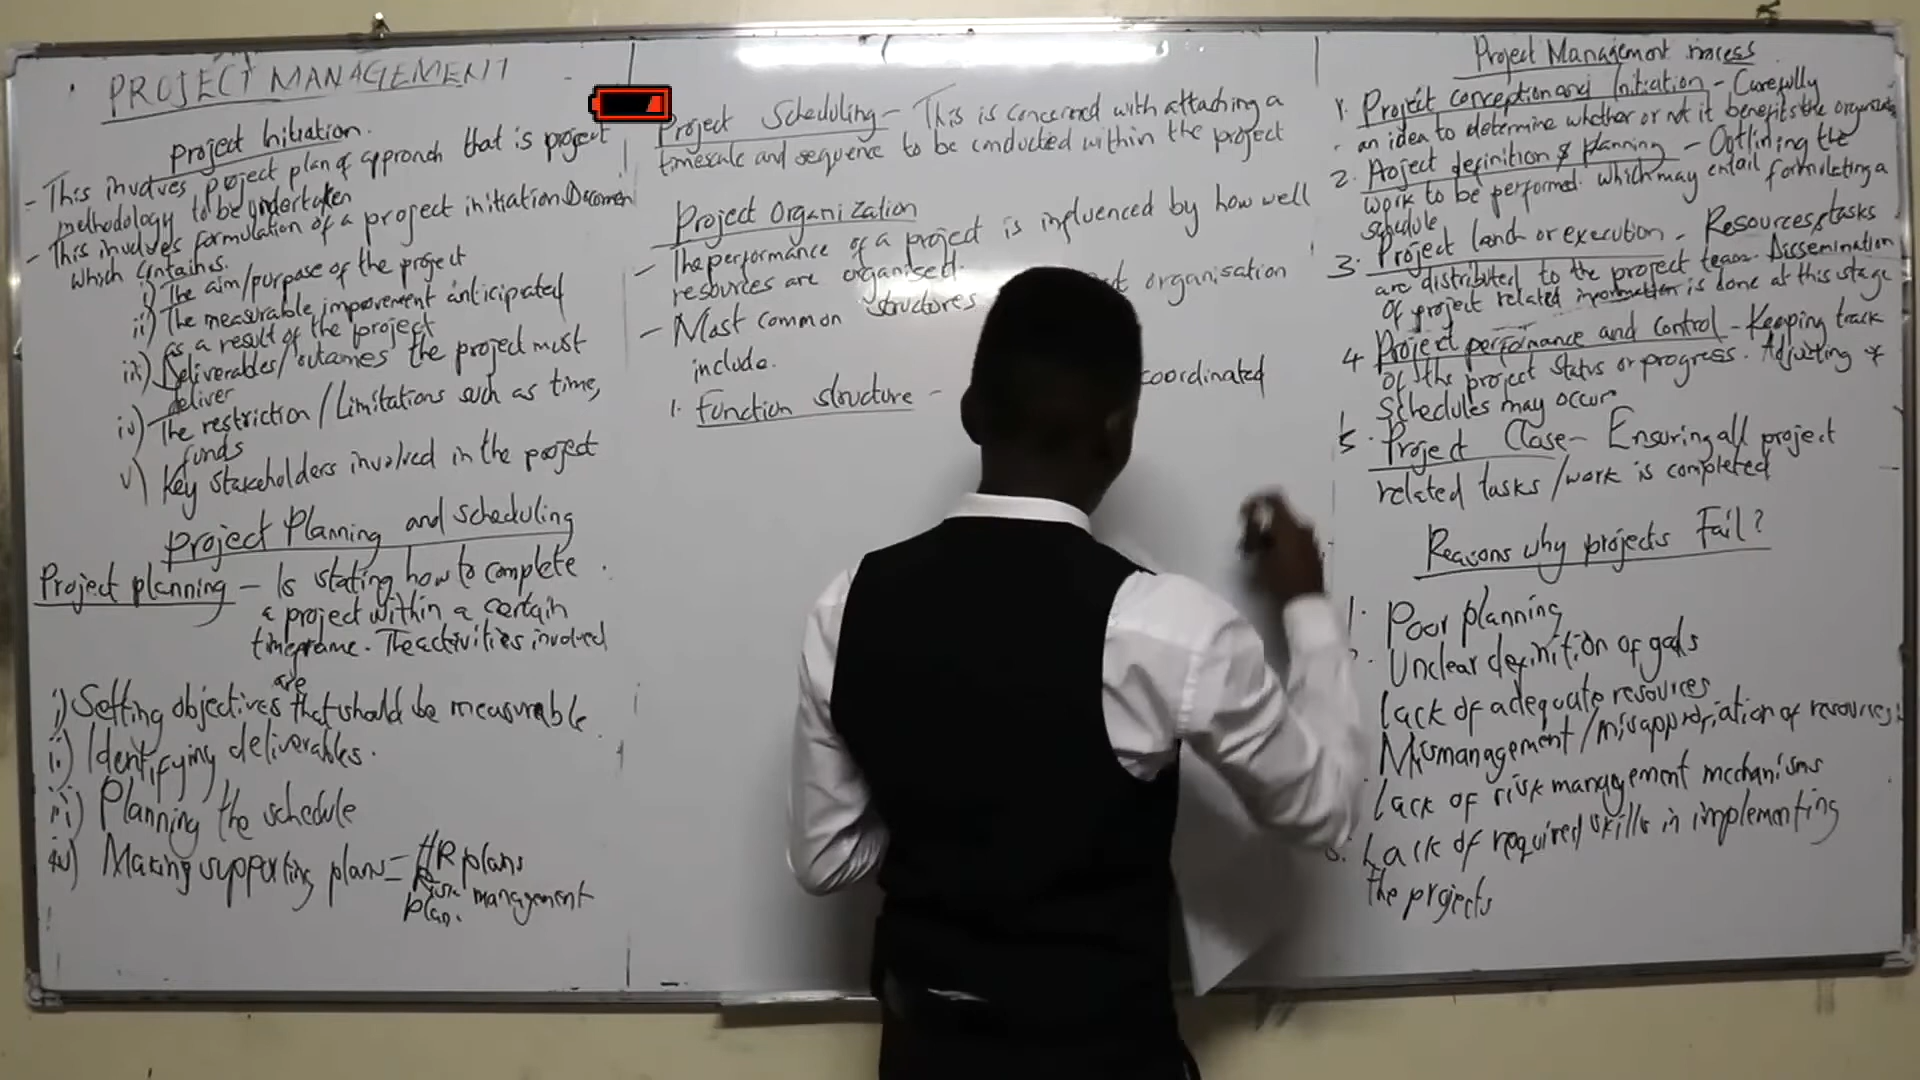 PROJECT MANAGEMENT
Project Initiation.
- This involves project plan of approach that is project
methodology to be undertaken
- This involves formulation of a project initiation Documen
which contains.
i) The aim/purpose of the project
ii) The measurable improvement anticipated
as a result of the project
iii) Deliverables/outcomes the project must
deliver
iv) The restriction/Limitations such as time,
funds
v) Key stakeholders involved in the project
Project Planning and scheduling
Project planning - Is stating how to complete
a project within a certain
timeframe. The activities involved
are
i) Setting objectives that should be measurable
ii) Identifying deliverables.
iii) Planning the schedule
iv) Making supporting plans = HR plans
Risk management
plan.
Project Scheduling - This is concerned with attaching a
timescale and sequence to be conducted within the project
Project Organization
- The performance of a project is influenced by how well
resources are organised.
- Most common structures organisation
include.
1. Function structure - coordinated
Project Management Process
1. Project conception and Initiation - Carefully
an idea to determine whether or not it benefits the organizatio
2. Project definition & planning - Outlining the
work to be performed. which may entail formulating a
schedule
3. Project land or execution - Resources, tasks
are distributed to the project team. Dissemination
of project related information is done at this stage
4 Project performance and control - Keeping track
of the project status or progress. Adjusting of
schedules may occur
5. Project Close - Ensuring all project
related tasks/work is completed
Reasons why projects Fail?
1. Poor planning
Unclear definition of goals
Lack of adequate resources
Mismanagement/misappropriation of resources
Lack of risk management mechanisms
Lack of required skills in implementing
the projects